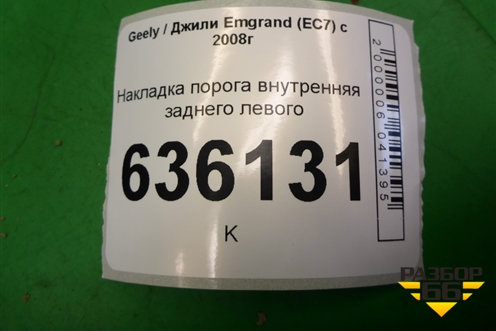 Geely / Джили Emgrand (EC7) с
2008г
Накладка порога внутренняя
заднего левого
636131
К
2000006041395
РАЗБОР
66